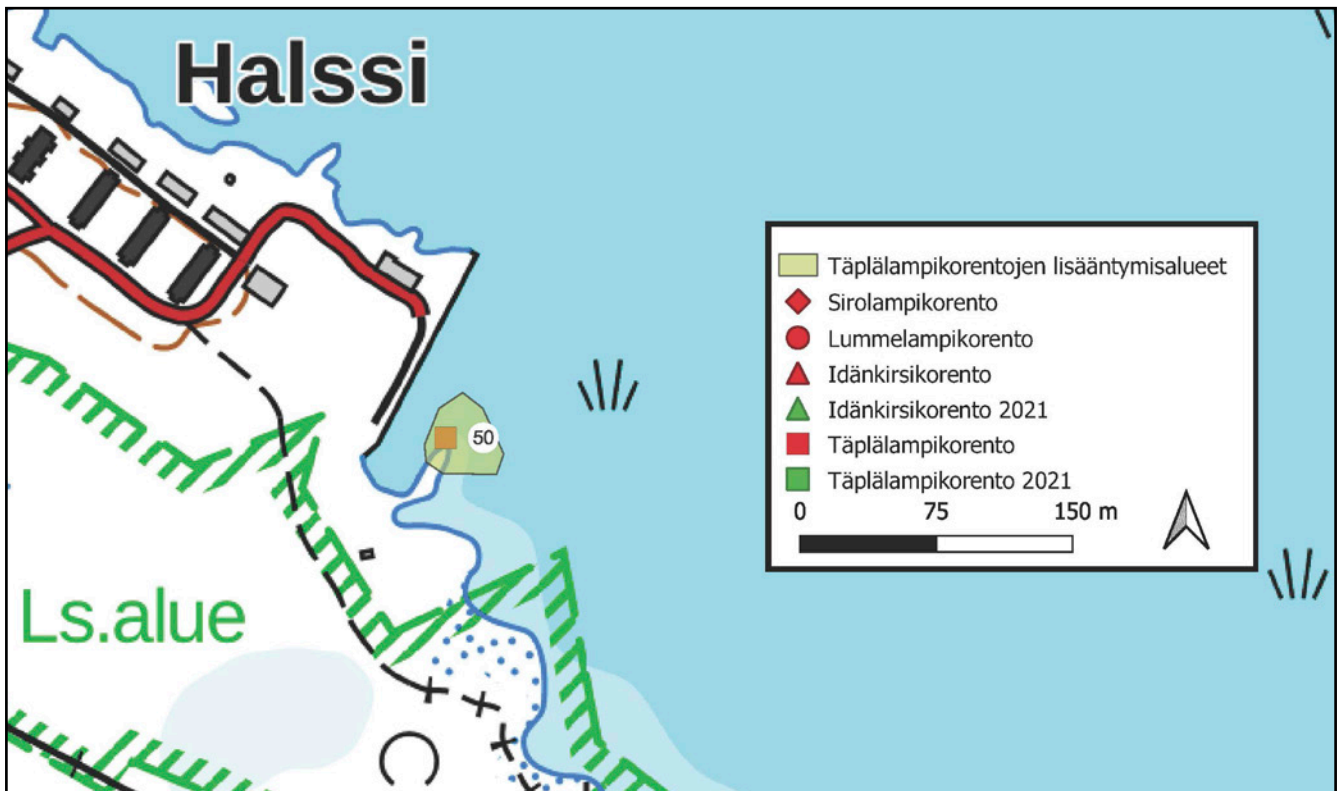 Halssi
Täplälampikorentojen lisääntymisalueet
Sirolampikorento
Lummelampikorento
Idänkirsikorento
Idänkirsikorento 2021
Täplälampikorento
Täplälampikorento 2021
0 75 150 m
50
Ls.alue